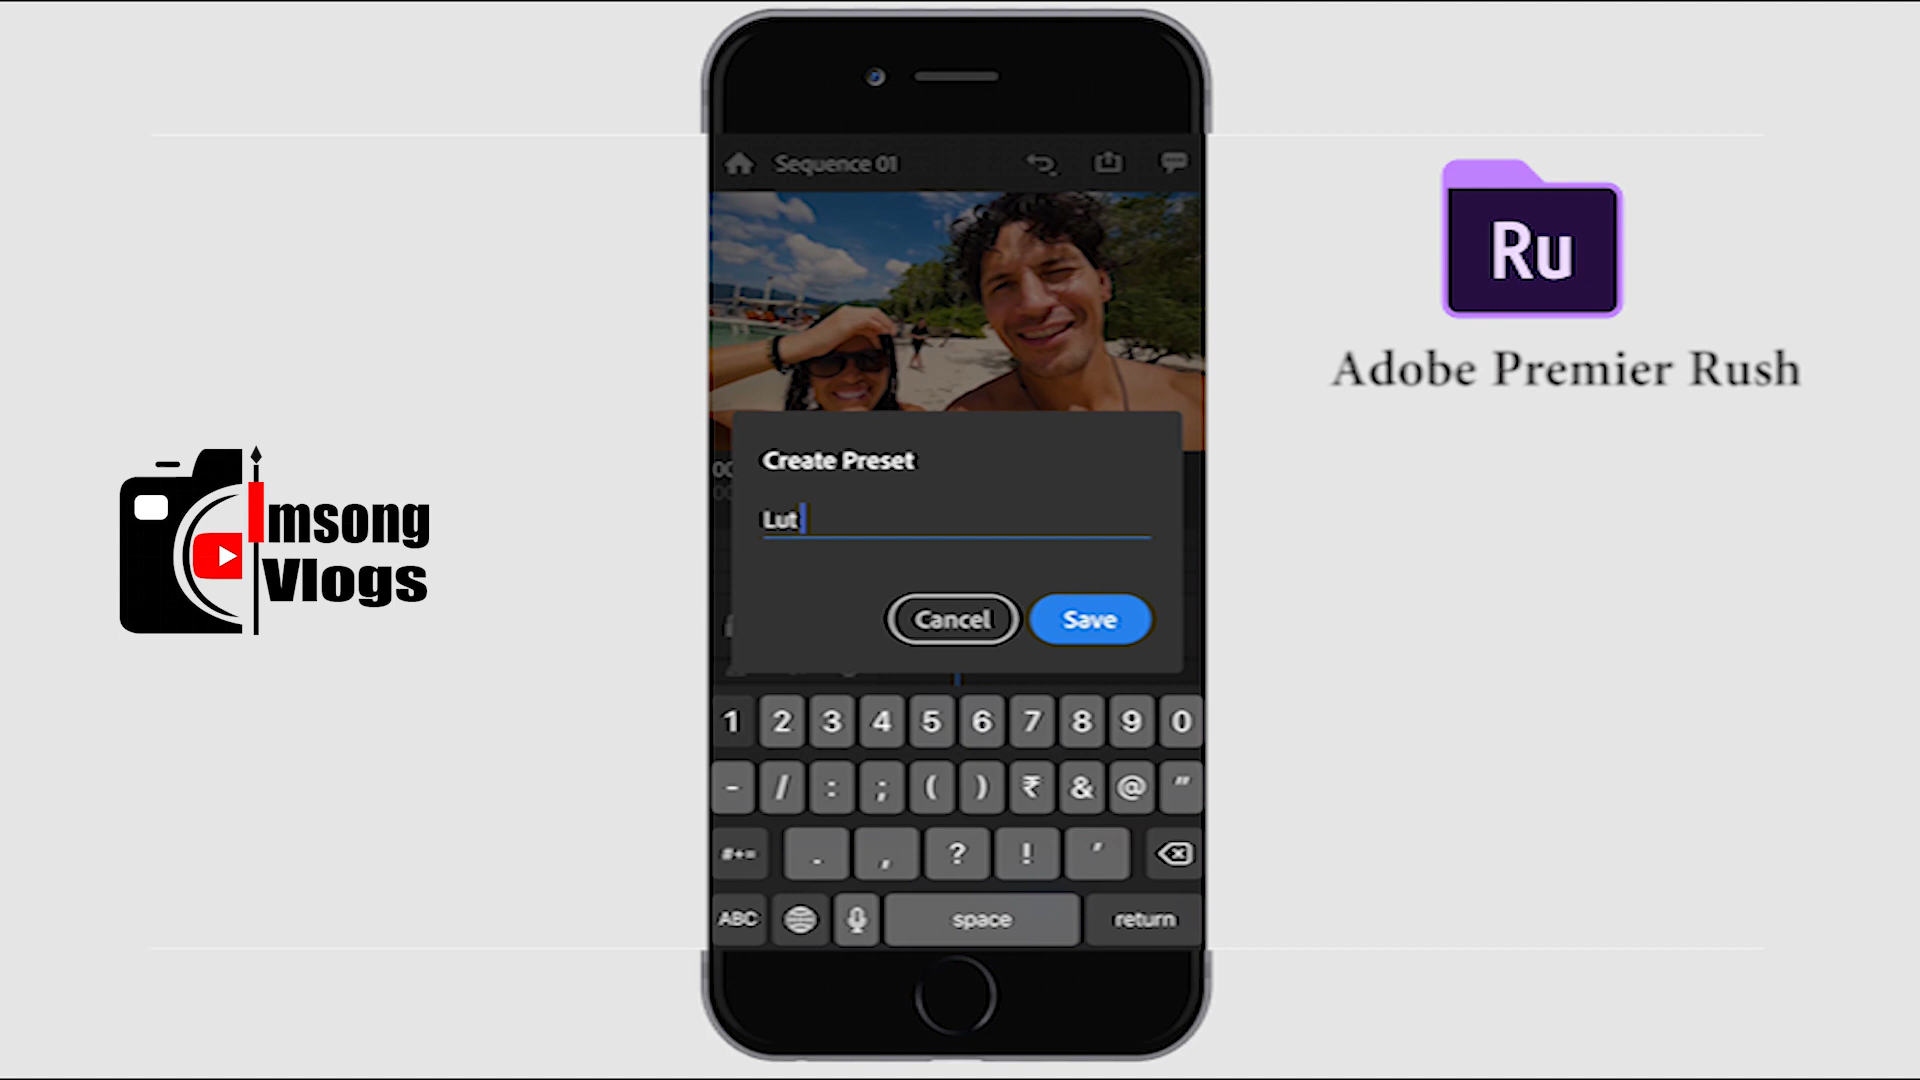 Sequence 01
Ru
Adobe Premier Rush
Imsong
Vlogs
Create Preset
Lut
Cancel
Save
1 2 3 4 5 6 7 8 9 0
- / : ; ( ) ₹ & @ "
#+= . , ? ! '
ABC space return